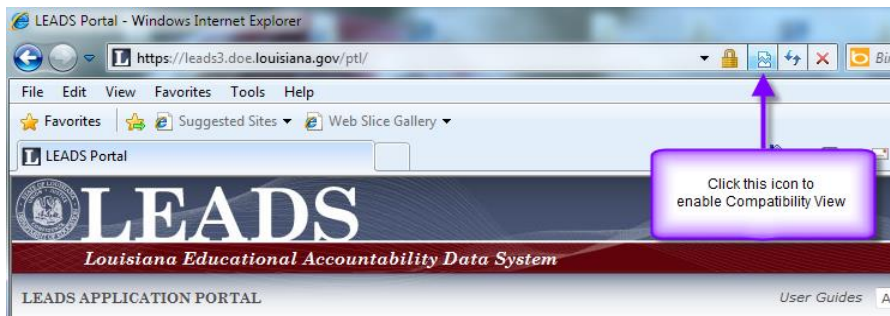 LEADS Portal - Windows Internet Explorer
https://leads3.doe.louisiana.gov/ptl/
Bi
File Edit View Favorites Tools Help
Favorites Suggested Sites Web Slice Gallery
LEADS Portal
Click this icon to
enable Compatibility View
LEADS
Louisiana Educational Accountability Data System
LEADS APPLICATION PORTAL User Guides A